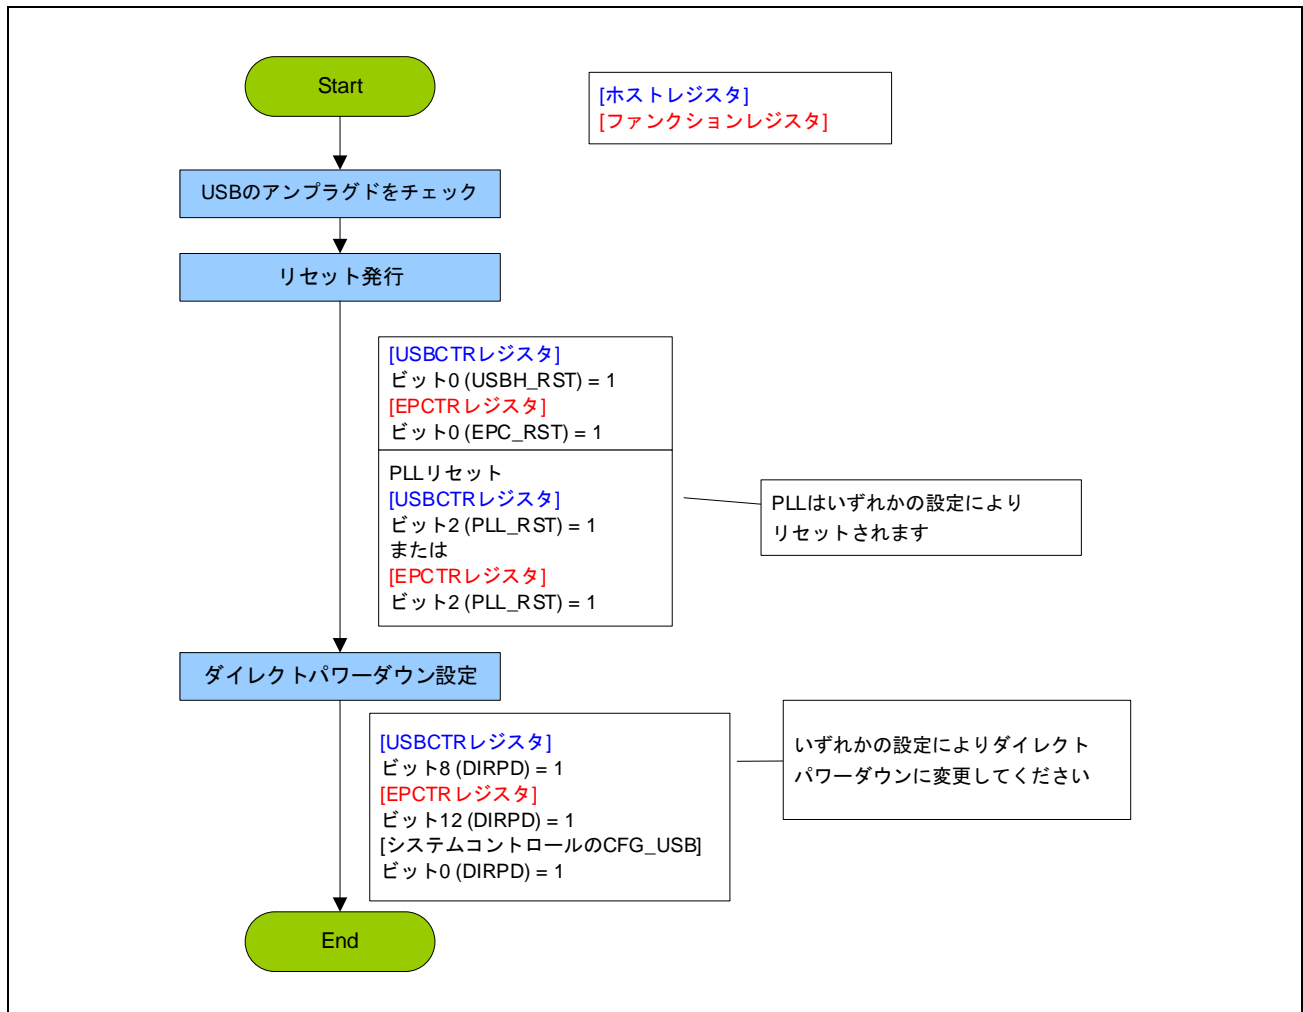 Start
[ホストレジスタ]
[ファンクションレジスタ]
USBのアンプラグドをチェック
リセット発行
[USBCTRレジスタ]
ビット0 (USBH_RST) = 1
[EPCTRレジスタ]
ビット0 (EPC_RST) = 1
PLLリセット
[USBCTRレジスタ]
ビット2 (PLL_RST) = 1
または
[EPCTRレジスタ]
ビット2 (PLL_RST) = 1
PLLはいずれかの設定により
リセットされます
ダイレクトパワーダウン設定
[USBCTRレジスタ]
ビット8 (DIRPD) = 1
[EPCTRレジスタ]
ビット12 (DIRPD) = 1
[システムコントロールのCFG_USB]
ビット0 (DIRPD) = 1
いずれかの設定によりダイレクト
パワーダウンに変更してください
End